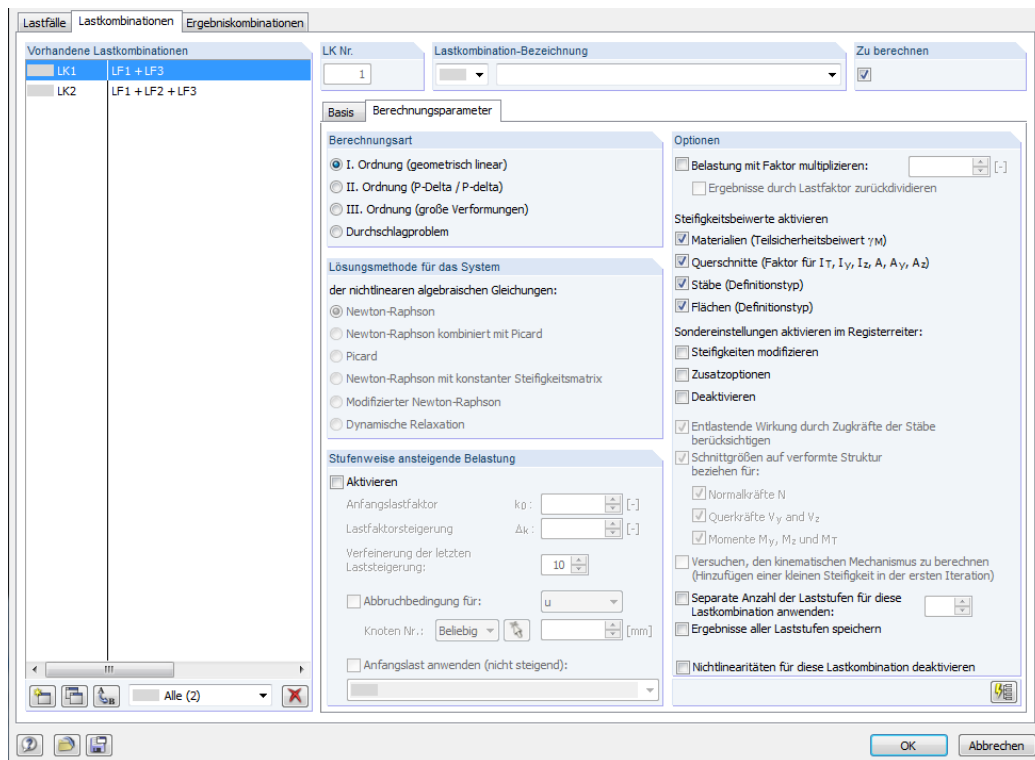 Lastfälle Lastkombinationen Ergebniskombinationen
Vorhandene Lastkombinationen
LK1 LF1 + LF3
LK2 LF1 + LF2 + LF3
Alle (2)
LK Nr.
1
Lastkombination-Bezeichnung
Zu berechnen
Basis Berechnungsparameter
Berechnungsart
I. Ordnung (geometrisch linear)
II. Ordnung (P-Delta / P-delta)
III. Ordnung (große Verformungen)
Durchschlagproblem
Lösungsmethode für das System
der nichtlinearen algebraischen Gleichungen:
Newton-Raphson
Newton-Raphson kombiniert mit Picard
Picard
Newton-Raphson mit konstanter Steifigkeitsmatrix
Modifizierter Newton-Raphson
Dynamische Relaxation
Stufenweise ansteigende Belastung
Aktivieren
Anfangslastfaktor k0 : [-]
Lastfaktorsteigerung Δk : [-]
Verfeinerung der letzten
Laststeigerung: 10
Abbruchbedingung für: u
Knoten Nr.: Beliebig [mm]
Anfangslast anwenden (nicht steigend):
Optionen
Belastung mit Faktor multiplizieren: [-]
Ergebnisse durch Lastfaktor zurückdividieren
Steifigkeitsbeiwerte aktivieren
Materialien (Teilsicherheitsbeiwert γM)
Querschnitte (Faktor für IT, Iy, Iz, A, Ay, Az)
Stäbe (Definitionstyp)
Flächen (Definitionstyp)
Sondereinstellungen aktivieren im Registerreiter:
Steifigkeiten modifizieren
Zusatzoptionen
Deaktivieren
Entlastende Wirkung durch Zugkräfte der Stäbe
berücksichtigen
Schnittgrößen auf verformte Struktur
beziehen für:
Normalkräfte N
Querkräfte Vy and Vz
Momente My, Mz und MT
Versuchen, den kinematischen Mechanismus zu berechnen
(Hinzufügen einer kleinen Steifigkeit in der ersten Iteration)
Separate Anzahl der Laststufen für diese
Lastkombination anwenden:
Ergebnisse aller Laststufen speichern
Nichtlinearitäten für diese Lastkombination deaktivieren
OK Abbrechen